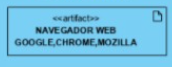 <<artifact>>
NAVEGADOR WEB
GOOGLE,CHROME,MOZILLA